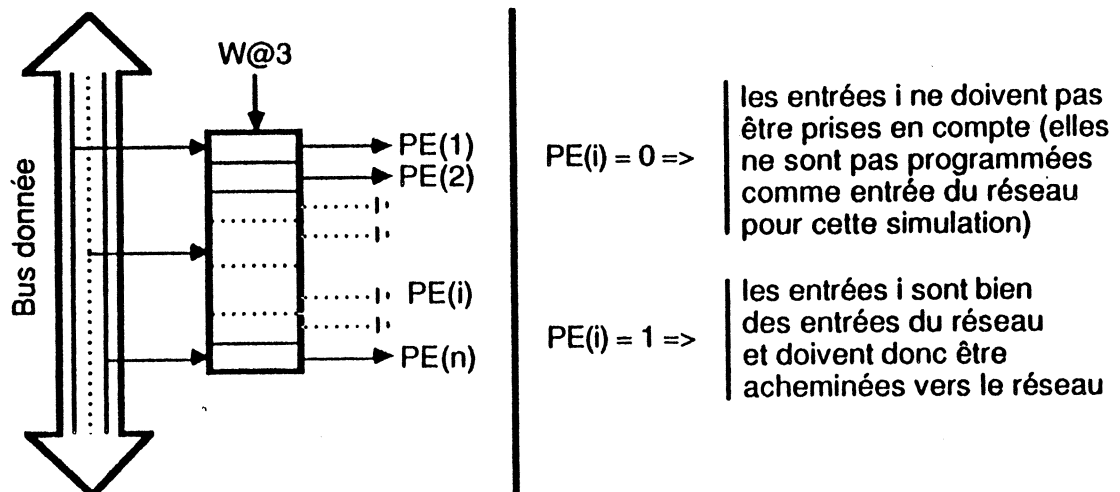 W@3
Bus donnée
PE(1)
PE(2)
PE(i)
PE(n)
PE(i) = 0 =>
les entrées i ne doivent pas
être prises en compte (elles
ne sont pas programmées
comme entrée du réseau
pour cette simulation)
PE(i) = 1 =>
les entrées i sont bien
des entrées du réseau
et doivent donc être
acheminées vers le réseau